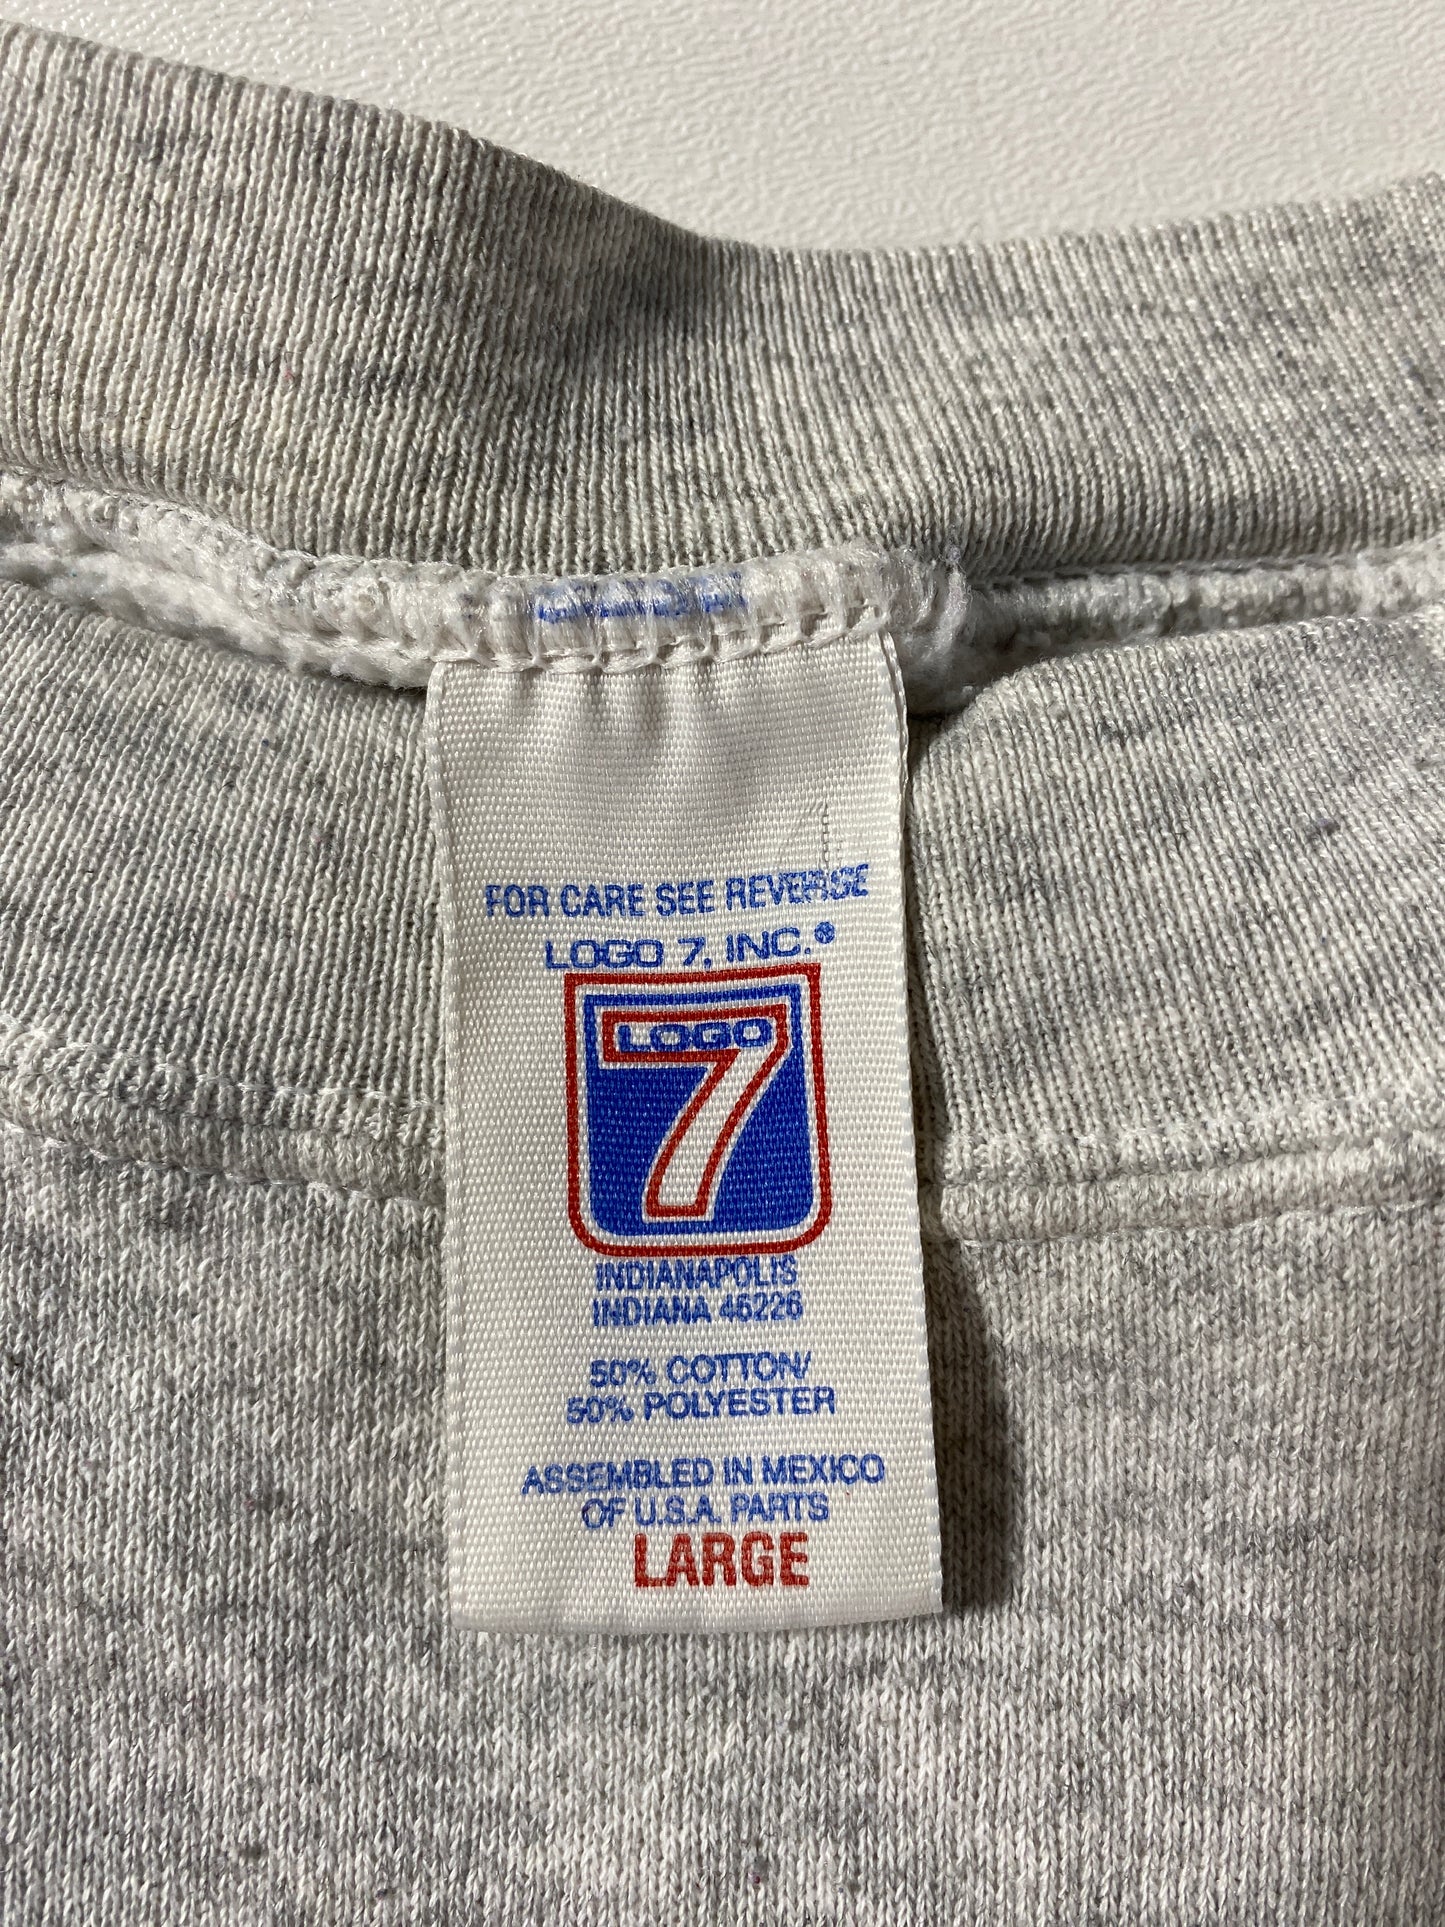 FOR CARE SEE REVERSE
LOGO 7, INC.®
LOGO
7
INDIANAPOLIS
INDIANA 46226
50% COTTON/
50% POLYESTER
ASSEMBLED IN MEXICO
OF U.S.A. PARTS
LARGE